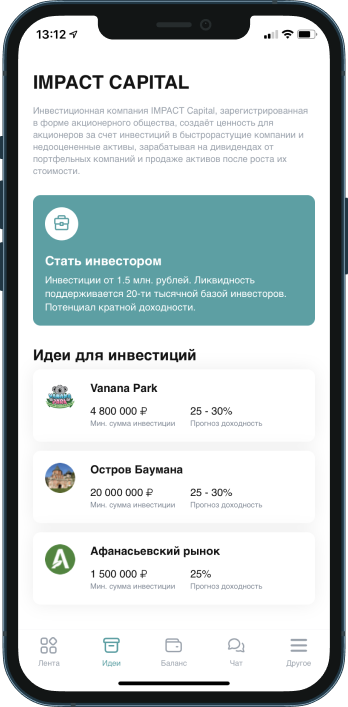 13:12
IMPACT CAPITAL
Инвестиционная компания IMPACT Capital, зарегистрированная
в форме акционерного общества, создаёт ценность для
акционеров за счет инвестиций в быстрорастущие компании и
недооцененные активы, зарабатывая на дивидендах от
портфельных компаний и продаже активов после роста их
стоимости.
Стать инвестором
Инвестиции от 1.5 млн. рублей. Ликвидность
поддерживается 20-ти тысячной базой инвесторов.
Потенциал кратной доходности.
Идеи для инвестиций
Vanana Park
4 800 000 ₽ 25 - 30%
Мин. сумма инвестиции Прогноз доходность
Остров Баумана
20 000 000 ₽ 25 - 30%
Мин. сумма инвестиции Прогноз доходность
Афанасьевский рынок
1 500 000 ₽ 25%
Мин. сумма инвестиции Прогноз доходность
Лента Идеи Баланс Чат Другое